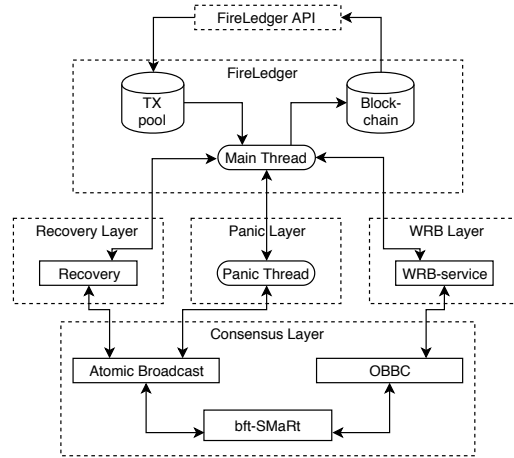 FireLedger API
FireLedger
TX
pool
Block-
chain
Main Thread
Recovery Layer
Panic Layer
WRB Layer
Recovery
Panic Thread
WRB-service
Consensus Layer
Atomic Broadcast
OBBC
bft-SMaRt